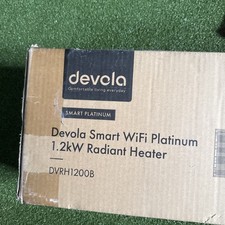 devola
Comfortable living everyday
SMART PLATINUM
Devola Smart WiFi Platinum
1.2kW Radiant Heater
DVRH1200B